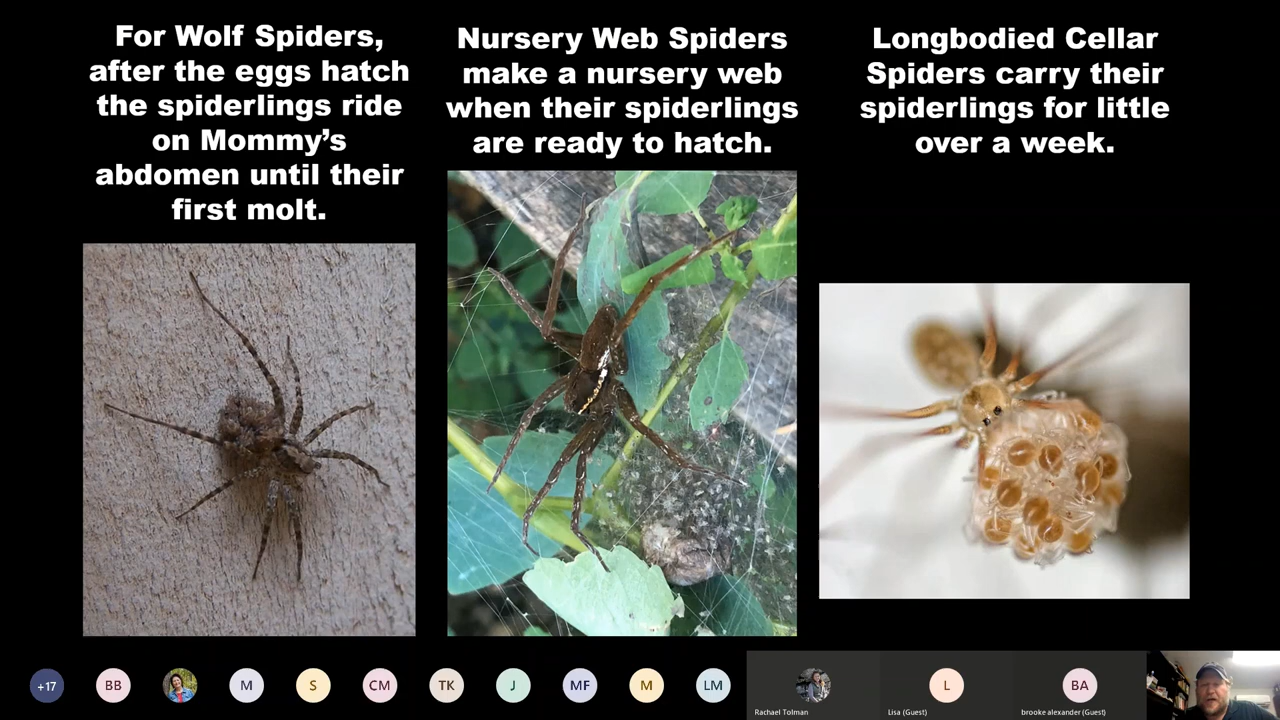 For Wolf Spiders,
after the eggs hatch
the spiderlings ride
on Mommy’s
abdomen until their
first molt.
Nursery Web Spiders
make a nursery web
when their spiderlings
are ready to hatch.
Longbodied Cellar
Spiders carry their
spiderlings for little
over a week.
+17
BB
M
S
CM
TK
J
MF
M
LM
Rachael Tolman
L
Lisa (Guest)
BA
brooke alexander (Guest)